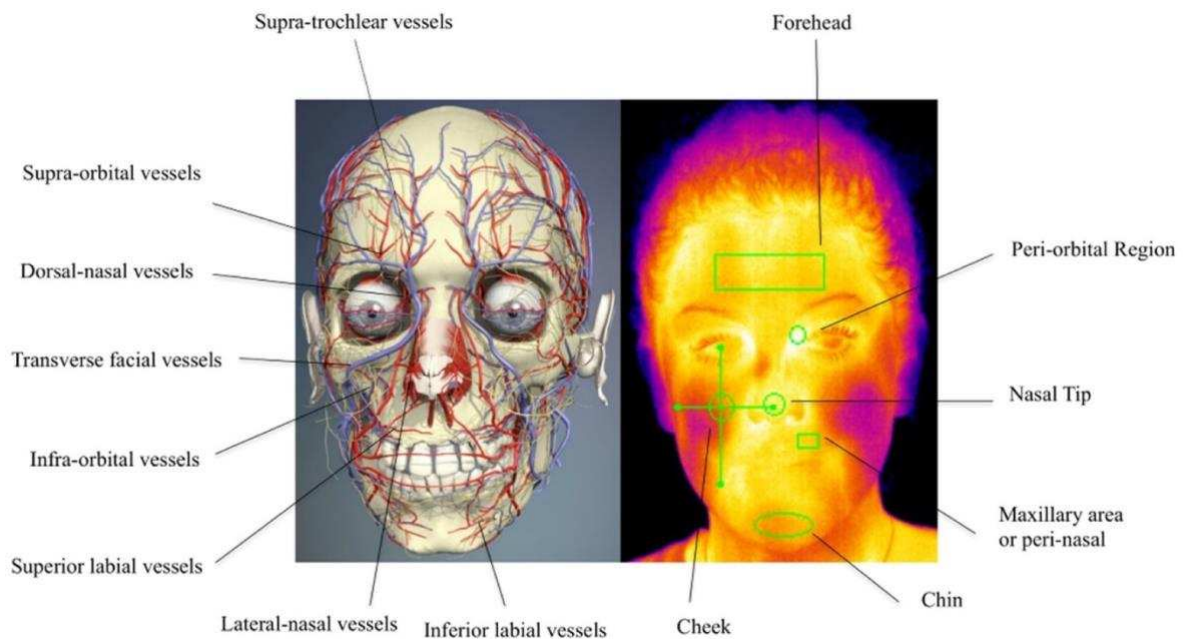 Supra-trochlear vessels
Forehead
Supra-orbital vessels
Peri-orbital Region
Dorsal-nasal vessels
Transverse facial vessels
Nasal Tip
Infra-orbital vessels
Maxillary area
or peri-nasal
Superior labial vessels
Chin
Lateral-nasal vessels
Inferior labial vessels
Cheek